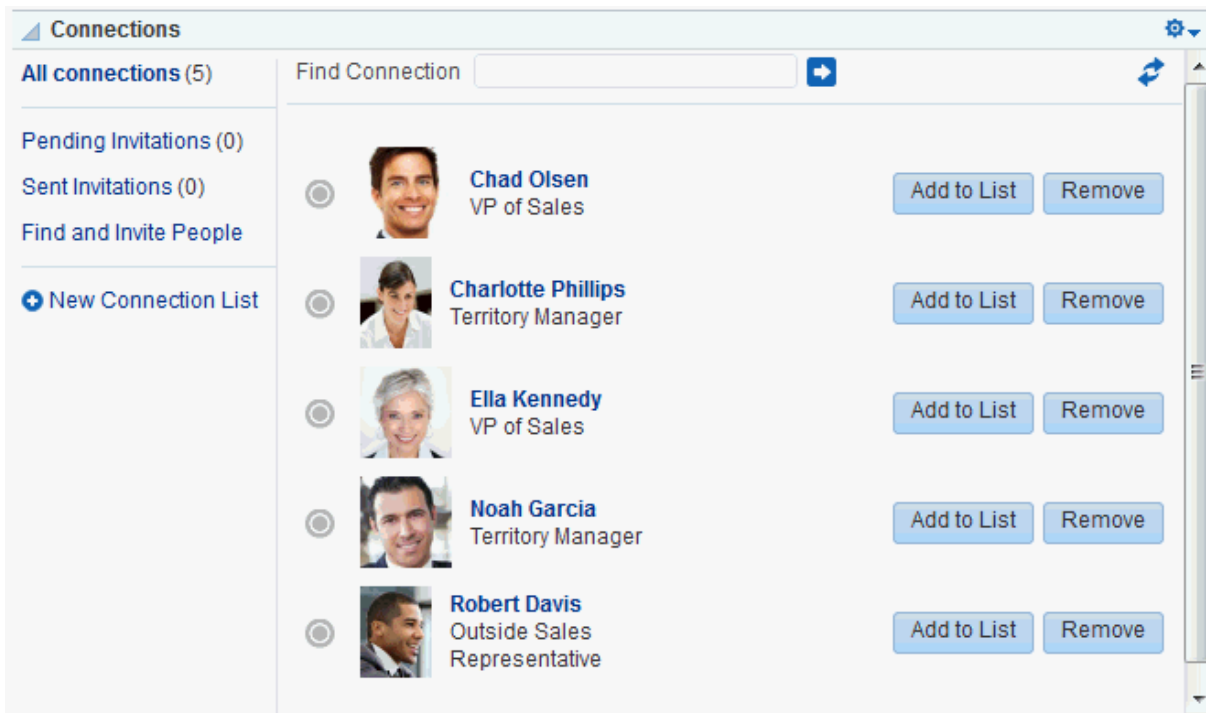 Connections
All connections (5)
Pending Invitations (0)
Sent Invitations (0)
Find and Invite People
New Connection List
Find Connection
Chad Olsen
VP of Sales
Add to List Remove
Charlotte Phillips
Territory Manager
Add to List Remove
Ella Kennedy
VP of Sales
Add to List Remove
Noah Garcia
Territory Manager
Add to List Remove
Robert Davis
Outside Sales
Representative
Add to List Remove